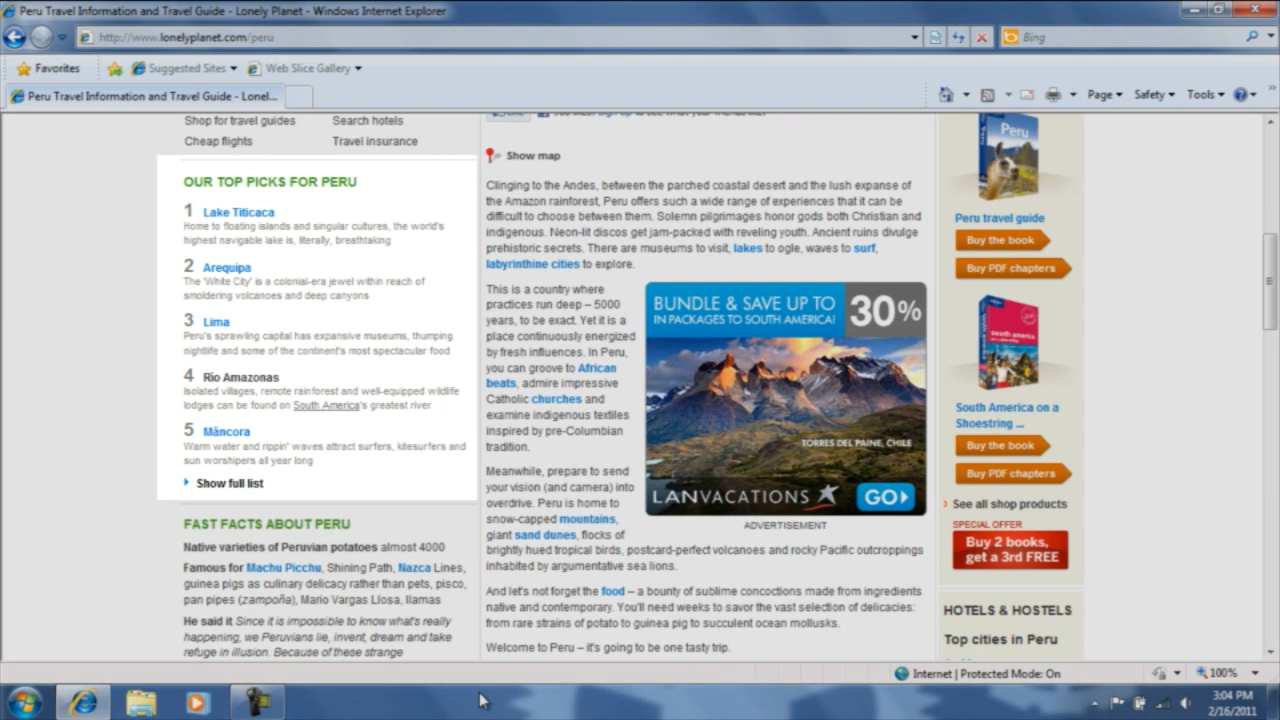 Peru Travel Information and Travel Guide - Lonely Planet - Windows Internet Explorer
http://www.lonelyplanet.com/peru
Bing
Favorites
Suggested Sites
Web Slice Gallery
Peru Travel Information and Travel Guide - Lonel...
Page
Safety
Tools
Shop for travel guides
Search hotels
Cheap flights
Travel insurance
OUR TOP PICKS FOR PERU
1 Lake Titicaca
Home to floating islands and singular cultures, the world's
highest navigable lake is, literally, breathtaking
2 Arequipa
The 'White City' is a colonial-era jewel within reach of
smoldering volcanoes and deep canyons
3 Lima
Peru's sprawling capital has expansive museums, thumping
nightlife and some of the continent's most spectacular food
4 Río Amazonas
Isolated villages, remote rainforest and well-equipped wildlife
lodges can be found on South America's greatest river
5 Máncora
Warm water and rippin' waves attract surfers, kitesurfers and
sun worshipers all year long
Show full list
FAST FACTS ABOUT PERU
Native varieties of Peruvian potatoes almost 4000
Famous for Machu Picchu, Shining Path, Nazca Lines,
guinea pigs as culinary delicacy rather than pets, pisco,
pan pipes (zampoña), Mario Vargas Llosa, llamas
He said it Since it is impossible to know what's really
happening, we Peruvians lie, invent, dream and take
refuge in illusion. Because of these strange
Show map
Clinging to the Andes, between the parched coastal desert and the lush expanse of
the Amazon rainforest, Peru offers such a wide range of experiences that it can be
difficult to choose between them. Solemn pilgrimages honor gods both Christian and
indigenous. Neon-lit discos get jam-packed with reveling youth. Ancient ruins divulge
prehistoric secrets. There are museums to visit, lakes to ogle, waves to surf,
labyrinthine cities to explore.
This is a country where
practices run deep – 5000
years, to be exact. Yet it is a
place continuously energized
by fresh influences. In Peru,
you can groove to African
beats, admire impressive
Catholic churches and
examine indigenous textiles
inspired by pre-Columbian
tradition.
Meanwhile, prepare to send
your vision (and camera) into
overdrive. Peru is home to
snow-capped mountains,
giant sand dunes, flocks of
brightly hued tropical birds, postcard-perfect volcanoes and rocky Pacific outcroppings
inhabited by argumentative sea lions.
And let's not forget the food – a bounty of sublime concoctions made from ingredients
native and contemporary. You'll need weeks to savor the vast selection of delicacies:
from rare strains of potato to guinea pig to succulent ocean mollusks.
Welcome to Peru – it's going to be one tasty trip.
BUNDLE & SAVE UP TO
IN PACKAGES TO SOUTH AMERICA!
30%
TORRES DEL PAINE, CHILE
LANVACATIONS
GO
ADVERTISEMENT
Peru
Peru travel guide
Buy the book
Buy PDF chapters
south america
South America on a
Shoestring ...
Buy the book
Buy PDF chapters
See all shop products
SPECIAL OFFER
Buy 2 books,
get a 3rd FREE
HOTELS & HOSTELS
Top cities in Peru
Internet | Protected Mode: On
100%
3:04 PM
2/16/2011